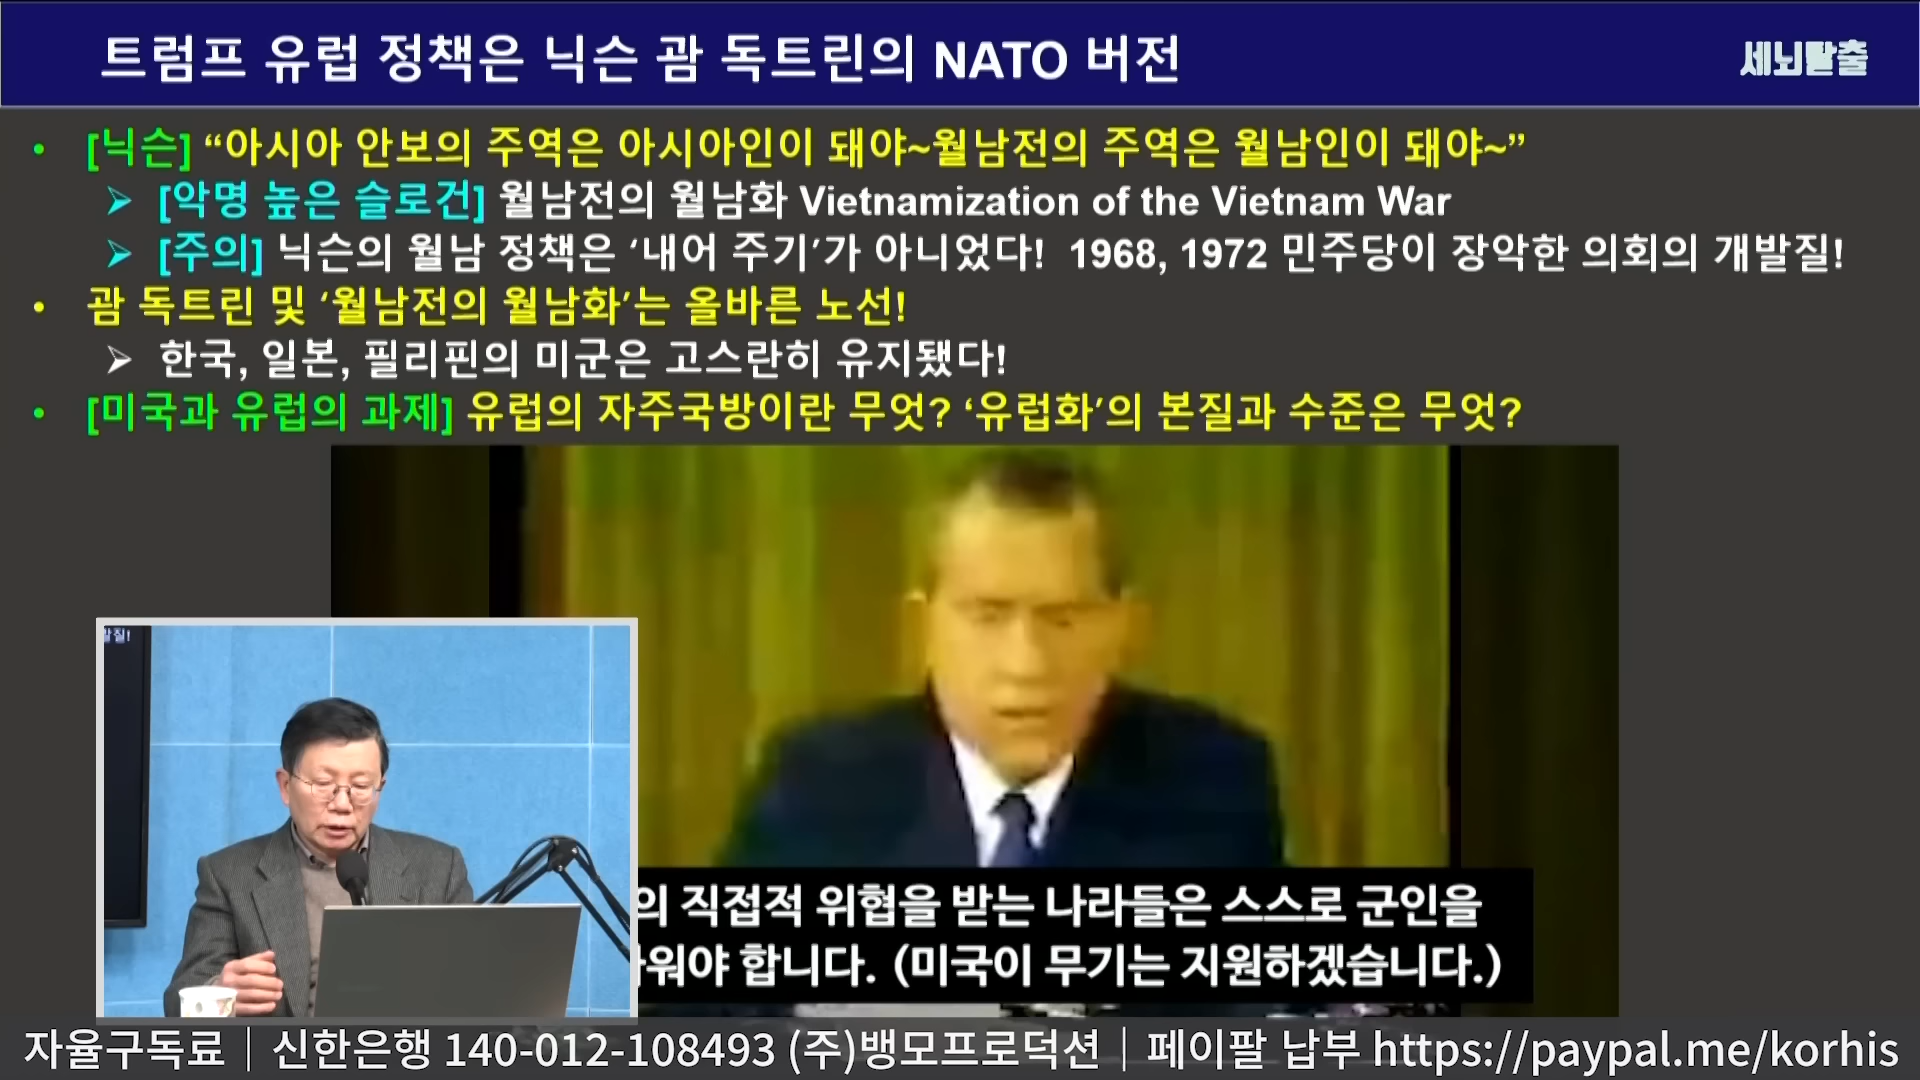 트럼프 유럽 정책은 닉슨 괌 독트린의 NATO 버전
세뇌탈출
• [닉슨] “아시아 안보의 주역은 아시아인이 돼야~월남전의 주역은 월남인이 돼야~”
➢ [악명 높은 슬로건] 월남전의 월남화 Vietnamization of the Vietnam War
➢ [주의] 닉슨의 월남 정책은 ‘내어 주기’가 아니었다! 1968, 1972 민주당이 장악한 의회의 개발질!
• 괌 독트린 및 ‘월남전의 월남화’는 올바른 노선!
➢ 한국, 일본, 필리핀의 미군은 고스란히 유지됐다!
• [미국과 유럽의 과제] 유럽의 자주국방이란 무엇? ‘유럽화’의 본질과 수준은 무엇?
발질!
의 직접적 위협을 받는 나라들은 스스로 군인을
워야 합니다. (미국이 무기는 지원하겠습니다.)
자율구독료｜신한은행 140-012-108493 (주)뱅모프로덕션｜페이팔 납부 https://paypal.me/korhis